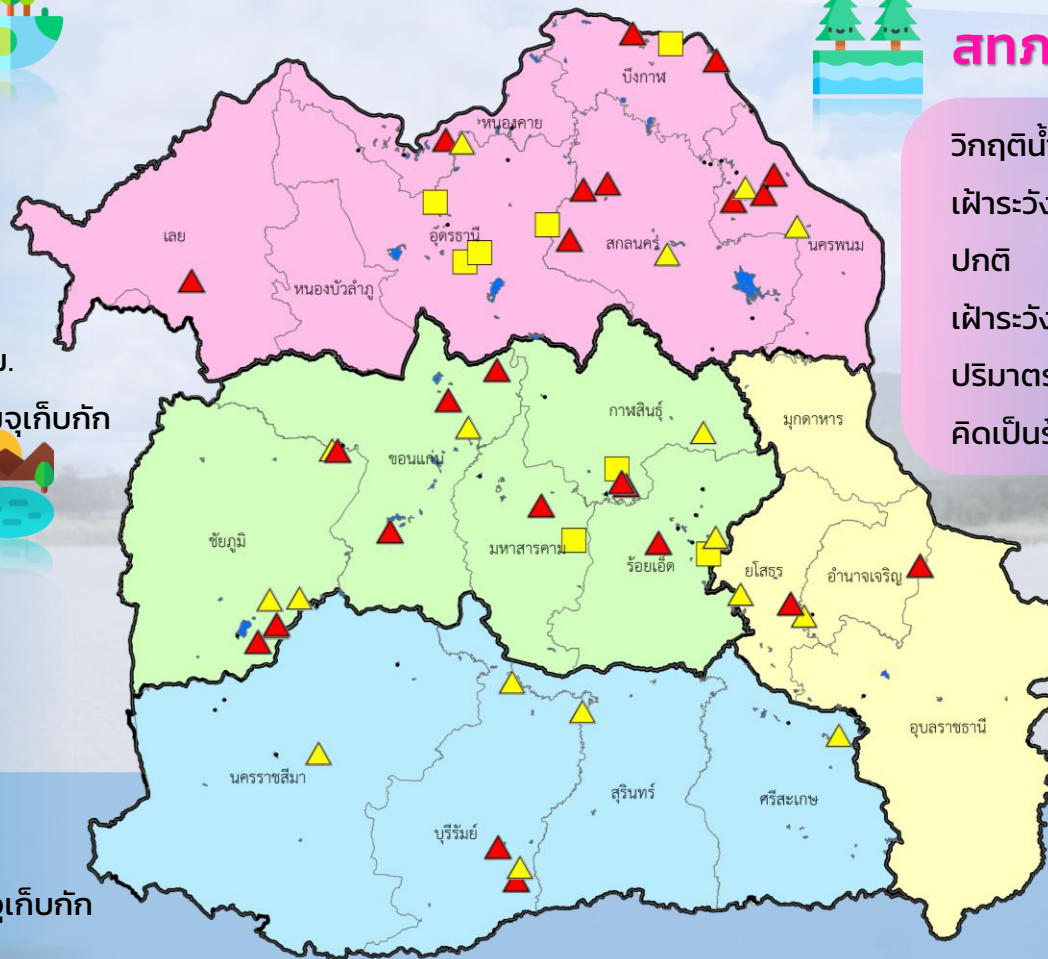 สทภ
วิกฤติน้
เฝ้าระวัง
ปกติ
เฝ้าระวัง
ปริมาตร
คิดเป็นร้
ม.
จุเก็บกัก
จุเก็บกัก
บึงกาฬ
หนองคาย
เลย
อุดรธานี
สกลนคร
นครพนม
หนองบัวลำภู
กาฬสินธุ์
มุกดาหาร
ขอนแก่น
ชัยภูมิ
มหาสารคาม
ร้อยเอ็ด
ยโสธร
อำนาจเจริญ
อุบลราชธานี
นครราชสีมา
สุรินทร์
ศรีสะเกษ
บุรีรัมย์